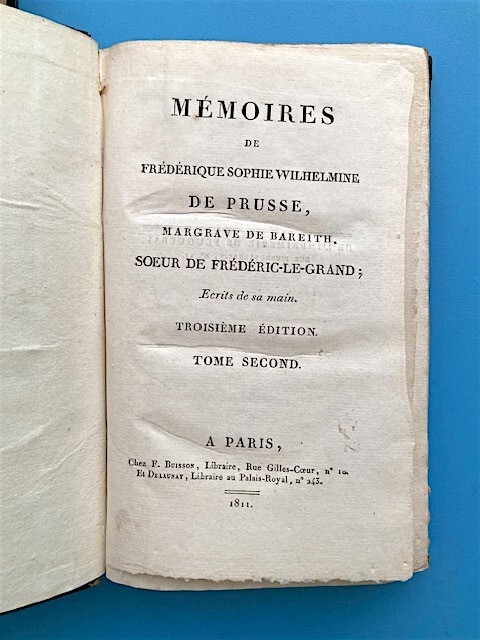 MÉMOIRES
DE
FRÉDÉRIQUE SOPHIE WILHELMINE
DE PRUSSE,
MARGRAVE DE BAREITH.
SOEUR DE FRÉDÉRIC-LE-GRAND;
Ecrits de sa main.
TROISIÈME ÉDITION.
TOME SECOND.
A PARIS,
Chez F. BUISSON, Libraire, Rue Gilles-Cœur, n° 10.
Et DELAUNAY, Libraire au Palais-Royal, n° 243.
1811.